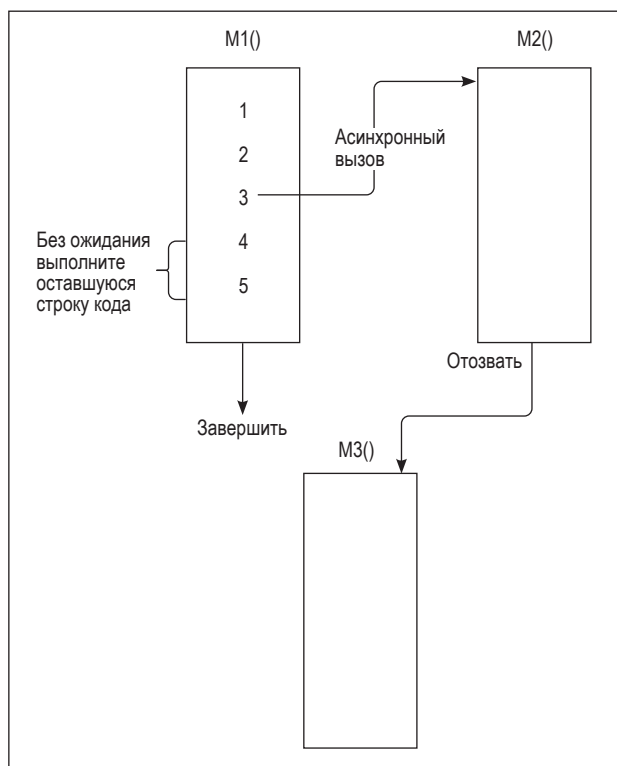 M1()
M2()
1
2
3
4
5
Асинхронный
вызов
Без ожидания
выполните
оставшуюся
строку кода
Отозвать
Завершить
M3()